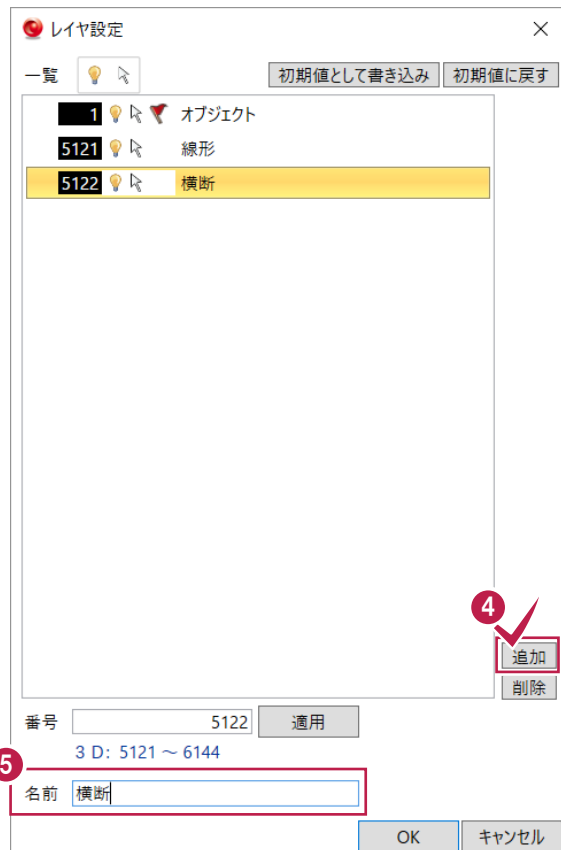 レイヤ設定
一覧 初期値として書き込み 初期値に戻す
1 オブジェクト
5121 線形
5122 横断
4
追加
削除
番号 5122 適用
3 D: 5121 ～ 6144
5
名前 横断
OK キャンセル